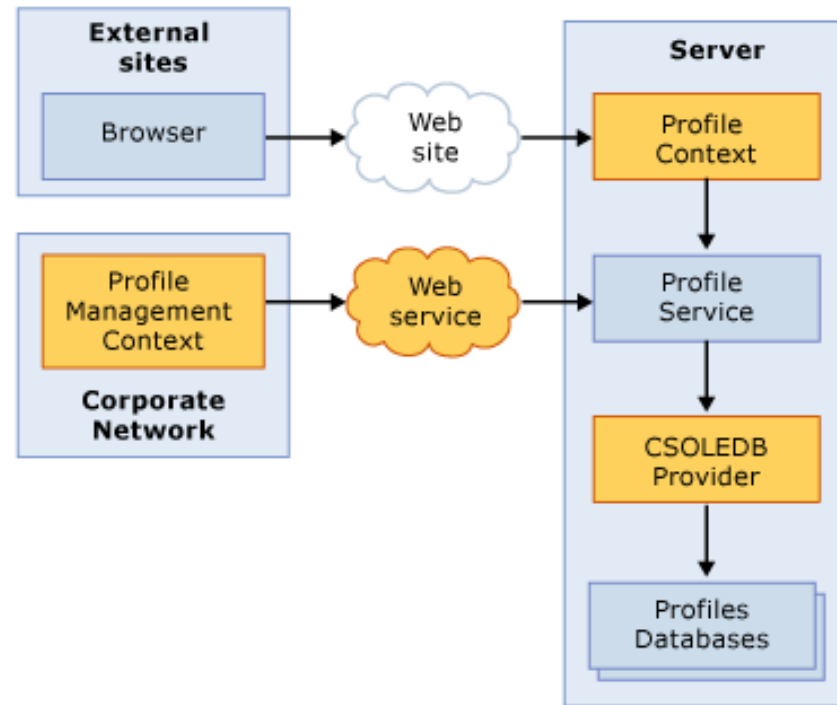 External
sites
Browser
Web
site
Server
Profile
Context
Profile
Management
Context
Corporate
Network
Web
service
Profile
Service
CSOLEDB
Provider
Profiles
Databases